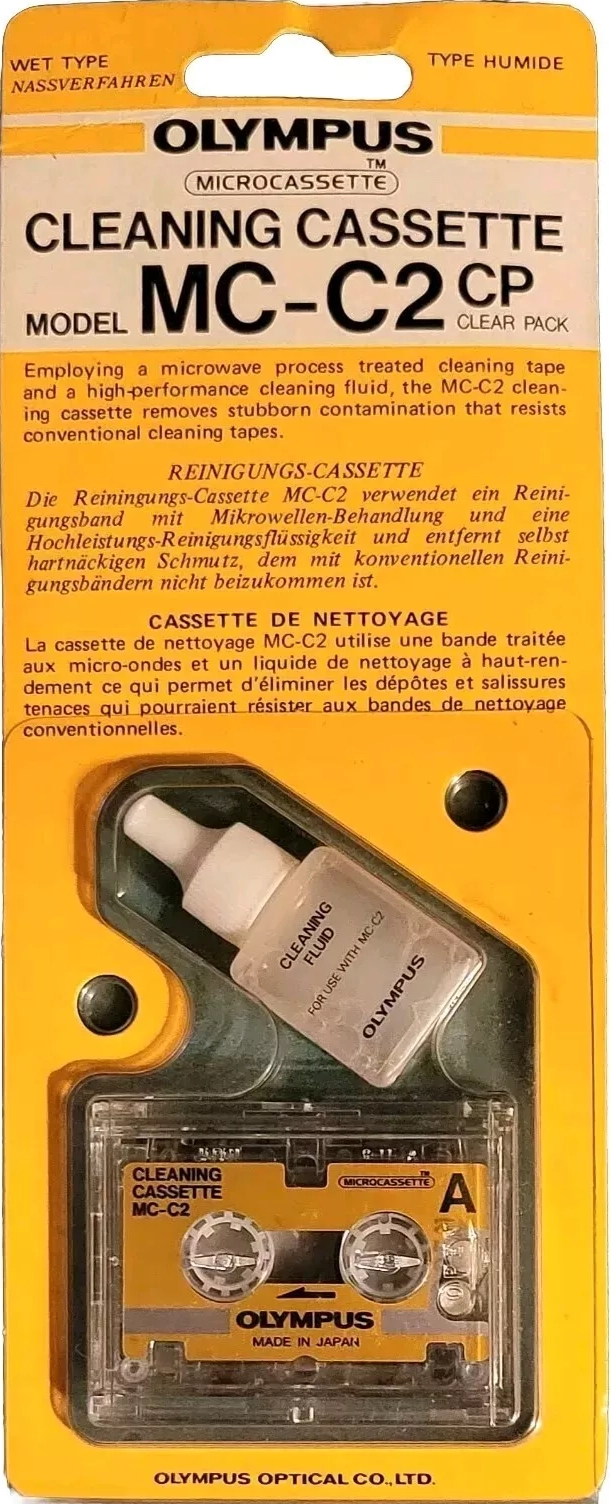 WET TYPE
NASSVERFAHREN
TYPE HUMIDE
OLYMPUS
MICROCASSETTE™
CLEANING CASSETTE
MODEL MC-C2 CP
CLEAR PACK
Employing a microwave process treated cleaning tape
and a high-performance cleaning fluid, the MC-C2 clean-
ing cassette removes stubborn contamination that resists
conventional cleaning tapes.
REINIGUNGS-CASSETTE
Die Reiningungs-Cassette MC-C2 verwendet ein Reini-
gungsband mit Mikrowellen-Behandlung und eine
Hochleistungs-Reinigungsflüssigkeit und entfernt selbst
hartnäckigen Schmutz, dem mit konventionellen Reini-
gungsbändern nicht beizukommen ist.
CASSETTE DE NETTOYAGE
La cassette de nettoyage MC-C2 utilise une bande traitée
aux micro-ondes et un liquide de nettoyage à haut-ren-
dement ce qui permet d'éliminer les dépôtes et salissures
tenaces qui pourraient résister aux bandes de nettoyage
conventionnelles.
CLEANING
FLUID
FOR USE WITH MC-C2
OLYMPUS
CLEANING
CASSETTE
MC-C2
MICROCASSETTE™
A
OLYMPUS
MADE IN JAPAN
OLYMPUS OPTICAL CO., LTD.